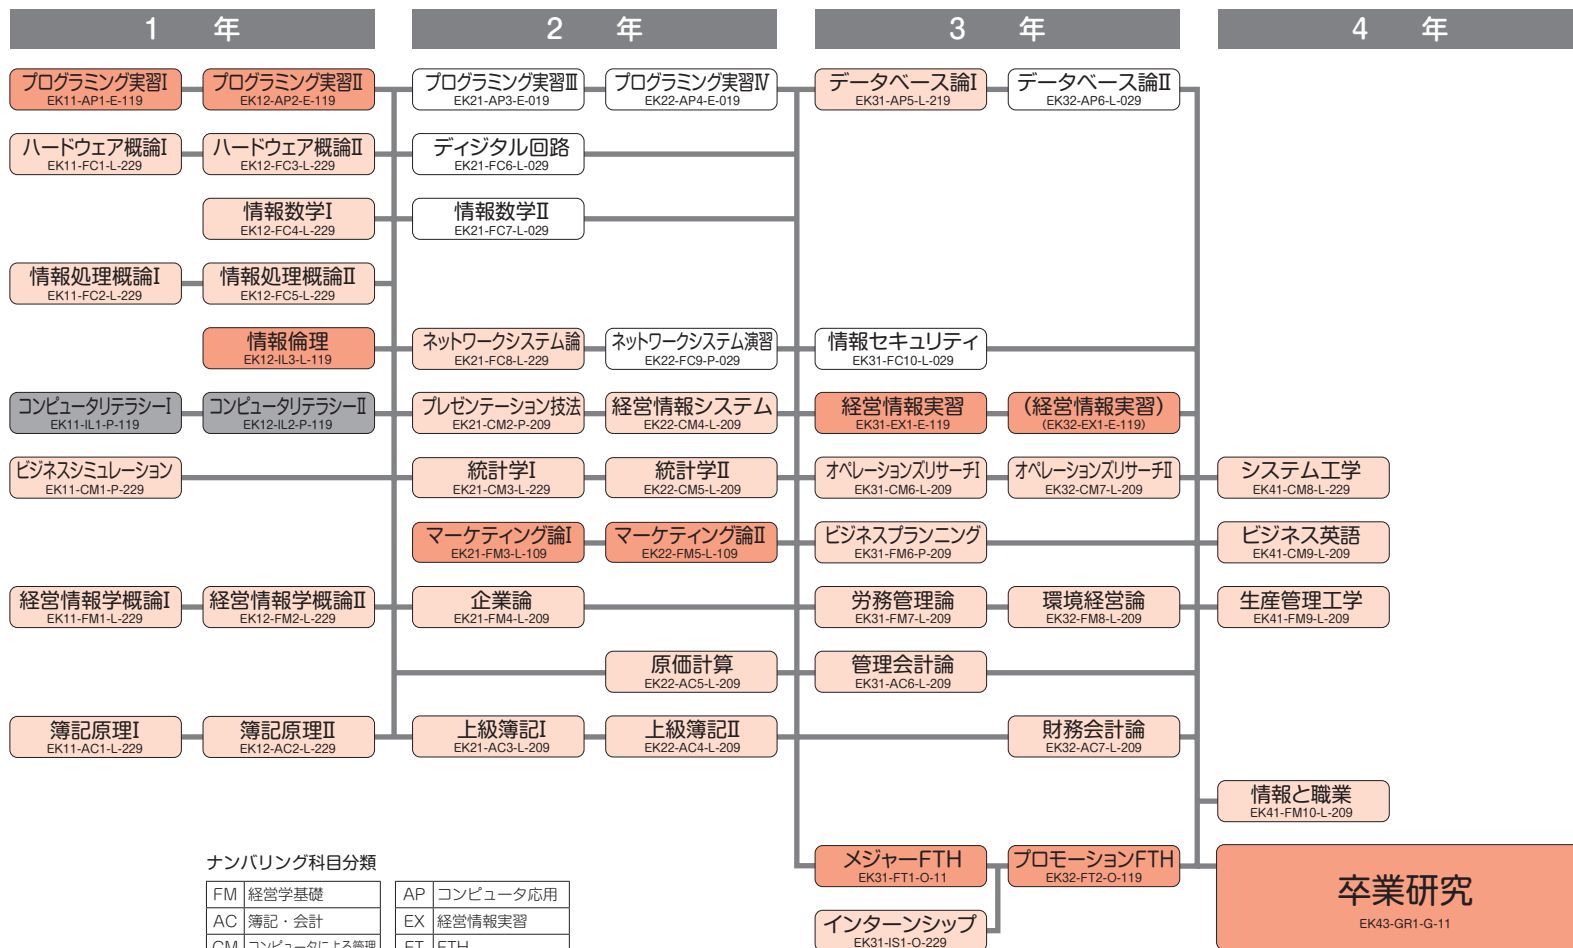 1 年
2 年
3 年
4 年
プログラミング実習Ⅰ
EK11-AP1-E-119
プログラミング実習Ⅱ
EK12-AP2-E-119
プログラミング実習Ⅲ
EK21-AP3-E-019
プログラミング実習Ⅳ
EK22-AP4-E-019
データベース論Ⅰ
EK31-AP5-L-219
データベース論Ⅱ
EK32-AP6-L-029
ハードウェア概論Ⅰ
EK11-FC1-L-229
ハードウェア概論Ⅱ
EK12-FC3-L-229
ディジタル回路
EK21-FC6-L-029
情報数学Ⅰ
EK12-FC4-L-229
情報数学Ⅱ
EK21-FC7-L-029
情報処理概論Ⅰ
EK11-FC2-L-229
情報処理概論Ⅱ
EK12-FC5-L-229
情報倫理
EK12-IL3-L-119
ネットワークシステム論
EK21-FC8-L-229
ネットワークシステム演習
EK22-FC9-P-029
情報セキュリティ
EK31-FC10-L-029
コンピュータリテラシーⅠ
EK11-IL1-P-119
コンピュータリテラシーⅡ
EK12-IL2-P-119
プレゼンテーション技法
EK21-CM2-P-209
経営情報システム
EK22-CM4-L-209
経営情報実習
EK31-EX1-E-119
(経営情報実習)
(EK32-EX1-E-119)
ビジネスシミュレーション
EK11-CM1-P-229
統計学Ⅰ
EK21-CM3-L-229
統計学Ⅱ
EK22-CM5-L-209
オペレーションズリサーチⅠ
EK31-CM6-L-209
オペレーションズリサーチⅡ
EK32-CM7-L-209
システム工学
EK41-CM8-L-229
マーケティング論Ⅰ
EK21-FM3-L-109
マーケティング論Ⅱ
EK22-FM5-L-109
ビジネスプランニング
EK31-FM6-P-209
ビジネス英語
EK41-CM9-L-209
経営情報学概論Ⅰ
EK11-FM1-L-229
経営情報学概論Ⅱ
EK12-FM2-L-229
企業論
EK21-FM4-L-209
労務管理論
EK31-FM7-L-209
環境経営論
EK32-FM8-L-209
生産管理工学
EK41-FM9-L-209
原価計算
EK22-AC5-L-209
管理会計論
EK31-AC6-L-209
簿記原理Ⅰ
EK11-AC1-L-229
簿記原理Ⅱ
EK12-AC2-L-229
上級簿記Ⅰ
EK21-AC3-L-209
上級簿記Ⅱ
EK22-AC4-L-209
財務会計論
EK32-AC7-L-209
情報と職業
EK41-FM10-L-209
メジャーFTH
EK31-FT1-O-11
プロモーションFTH
EK32-FT2-O-119
卒業研究
EK43-GR1-G-11
インターンシップ
EK31-IS1-O-229
ナンバリング科目分類
FM 経営学基礎
AP コンピュータ応用
AC 簿記・会計
EX 経営情報実習
CM コンピュータによる管理
FT FTH